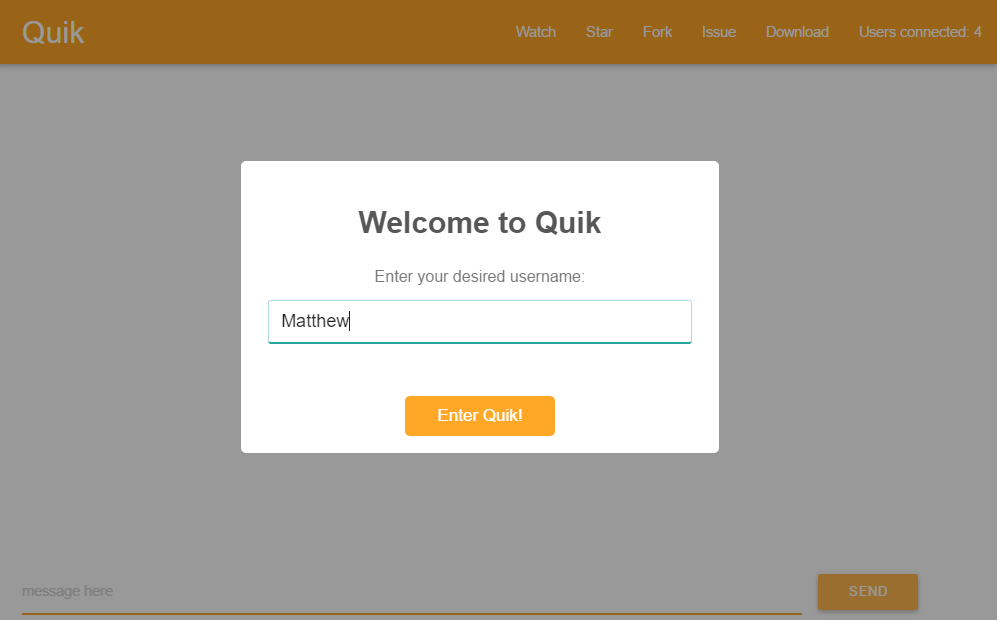 Quik
Watch Star Fork Issue Download Users connected: 4
Welcome to Quik
Enter your desired username:
Matthew
Enter Quik!
message here
SEND